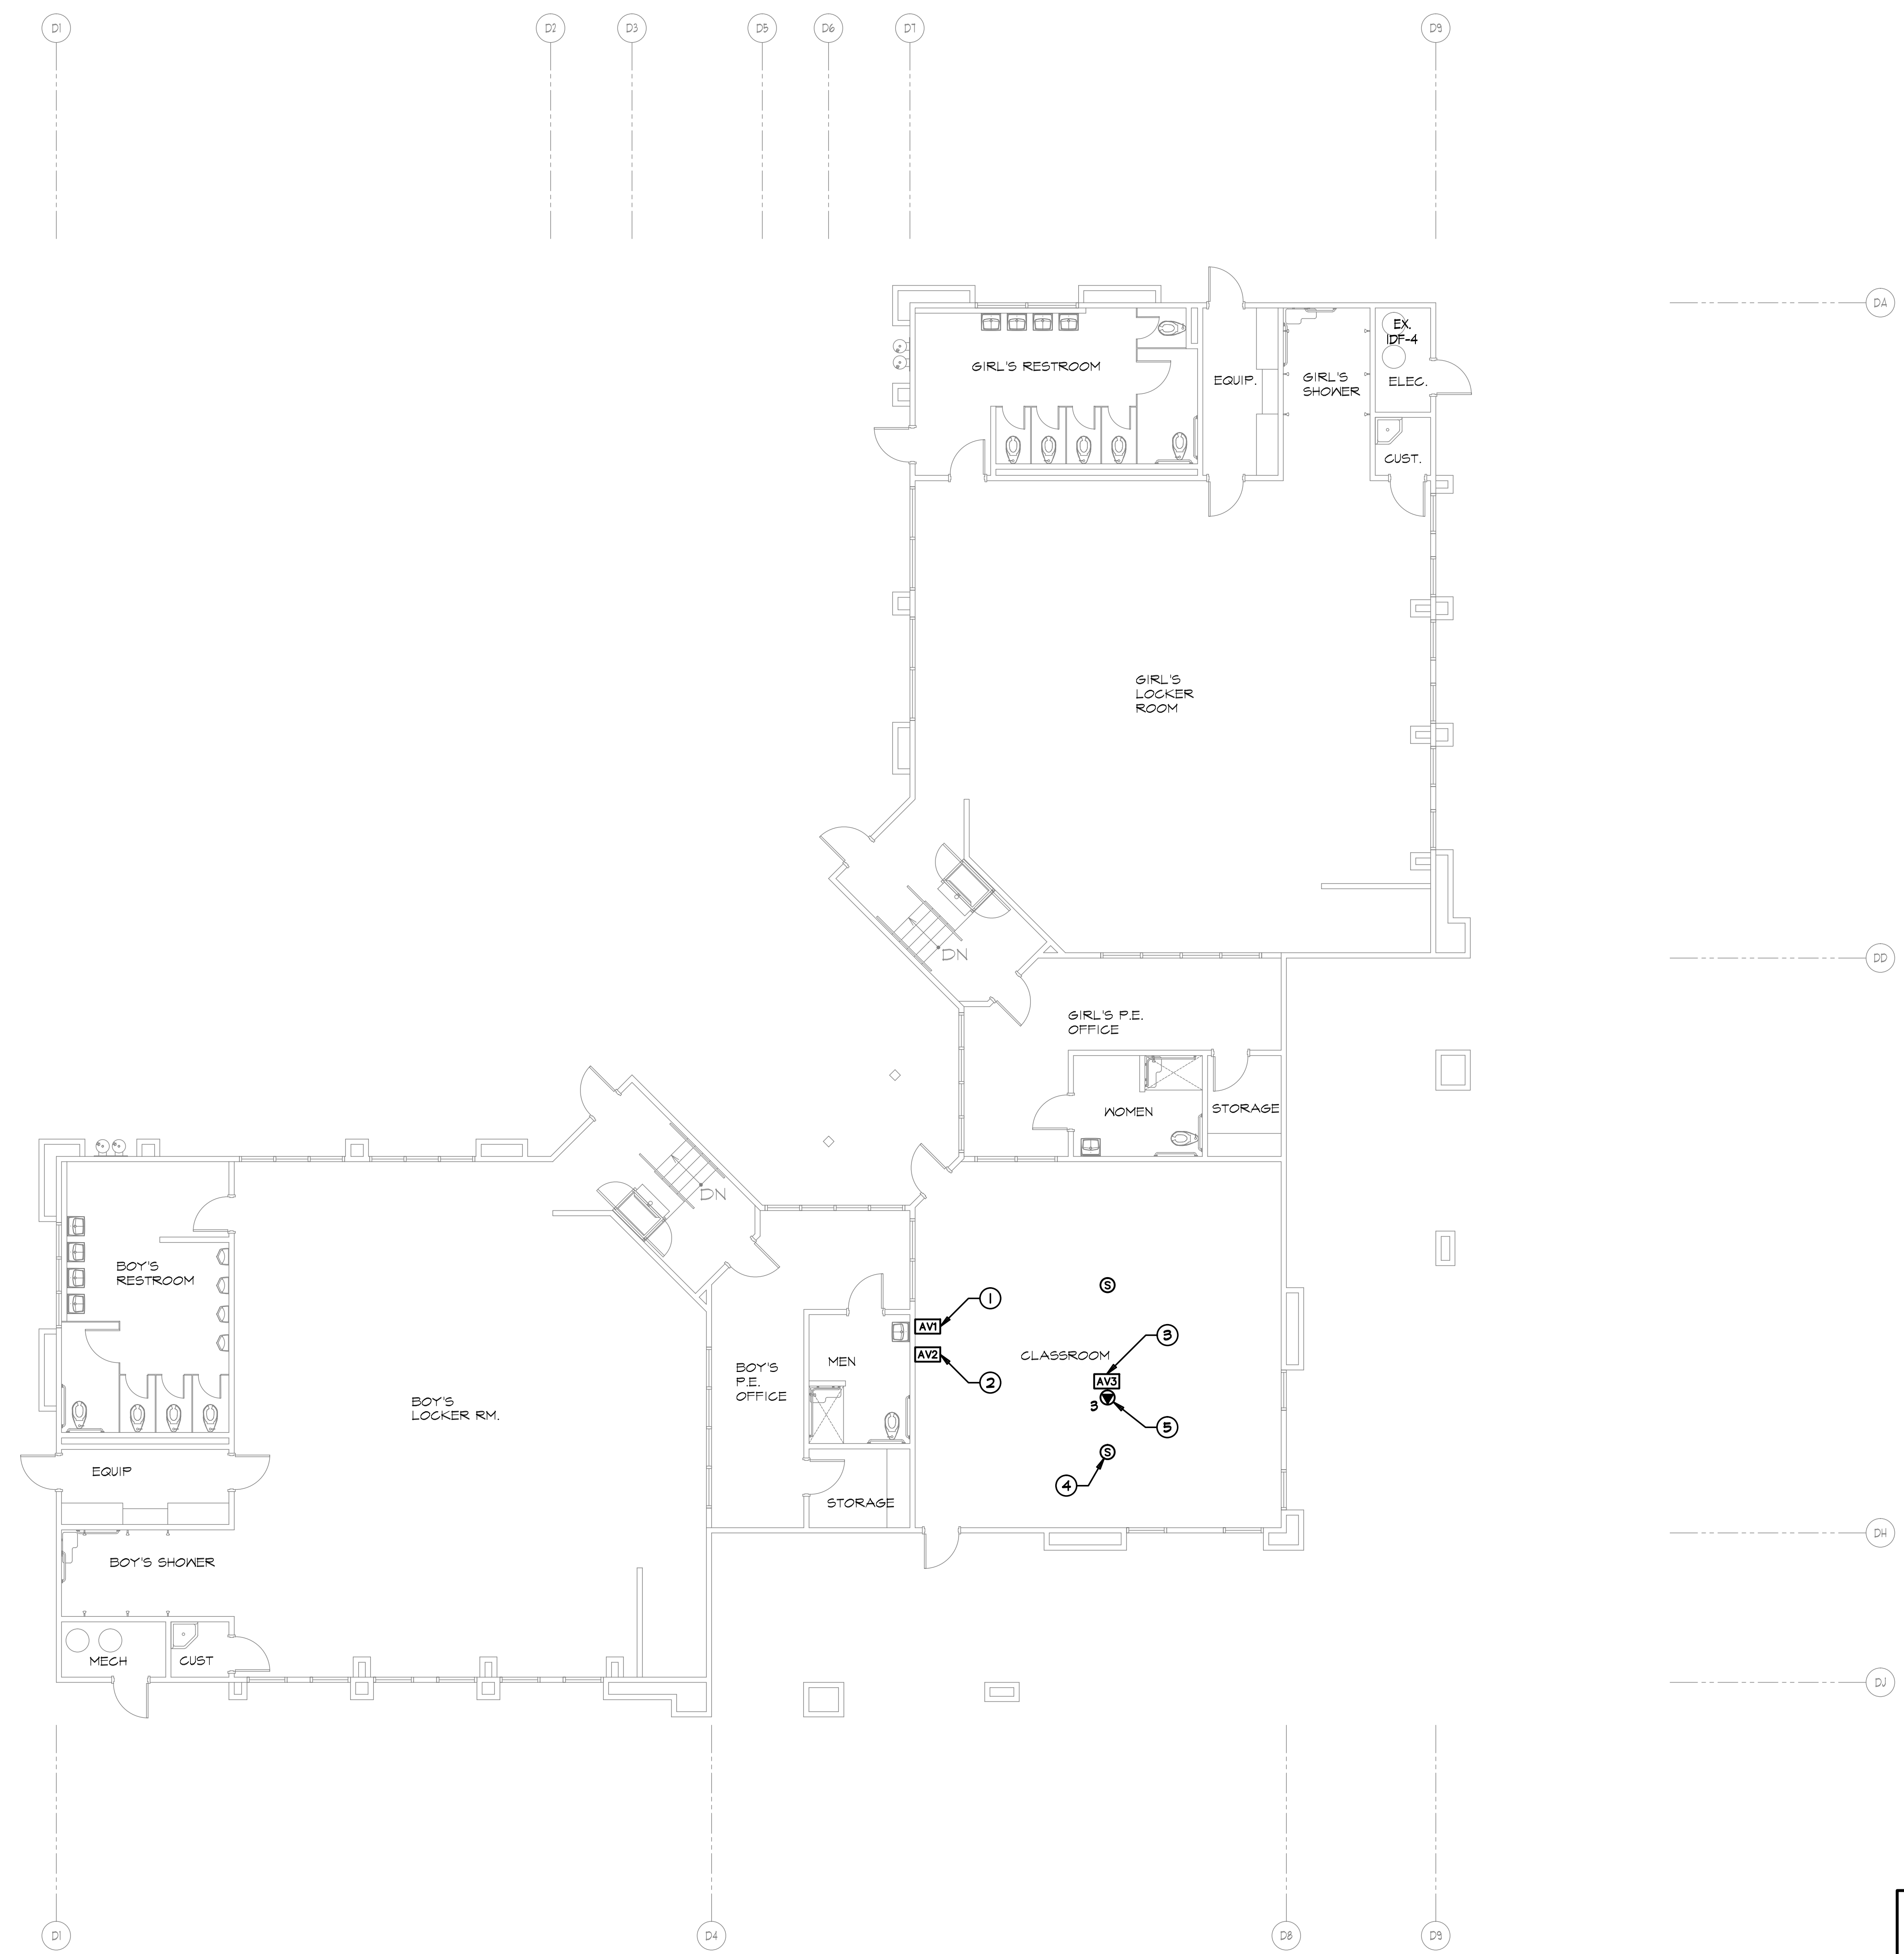 D1
D2
D3
D5
D6
D7
D9
DA
EX.
IDF-4
GIRL'S RESTROOM
EQUIP.
GIRL'S
SHOWER
ELEC.
CUST.
GIRL'S
LOCKER
ROOM
DN
DD
GIRL'S P.E.
OFFICE
WOMEN
STORAGE
DN
BOY'S
RESTROOM
S
1
AV1
3
CLASSROOM
AV2
MEN
BOY'S
P.E.
OFFICE
2
AV3
3
5
BOY'S
LOCKER RM.
S
4
EQUIP
STORAGE
DH
BOY'S SHOWER
MECH
CUST
DJ
D1
D4
D8
D9